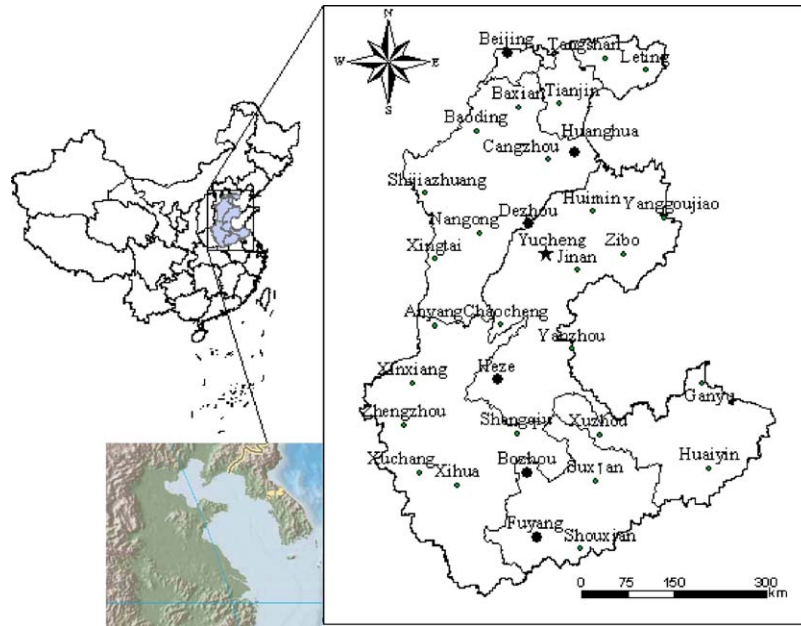 N
W E
S
Beijing
Tangshan
Leting
Baxian
Tianjin
Baoding
Huanghua
Cangzhou
Shijiazhuang
Huimin
Yanggoujiao
Nangong
Dezhou
Xingtai
Yucheng
Zibo
Jinan
Anyang
Chaocheng
Yanzhou
Heze
Xinxiang
Ganyu
Zhengzhou
Shangqiu
Xuzhou
Xuchang
Xihua
Bozhou
Suxian
Huaiyin
Fuyang
Shouxian
0 75 150 300
km